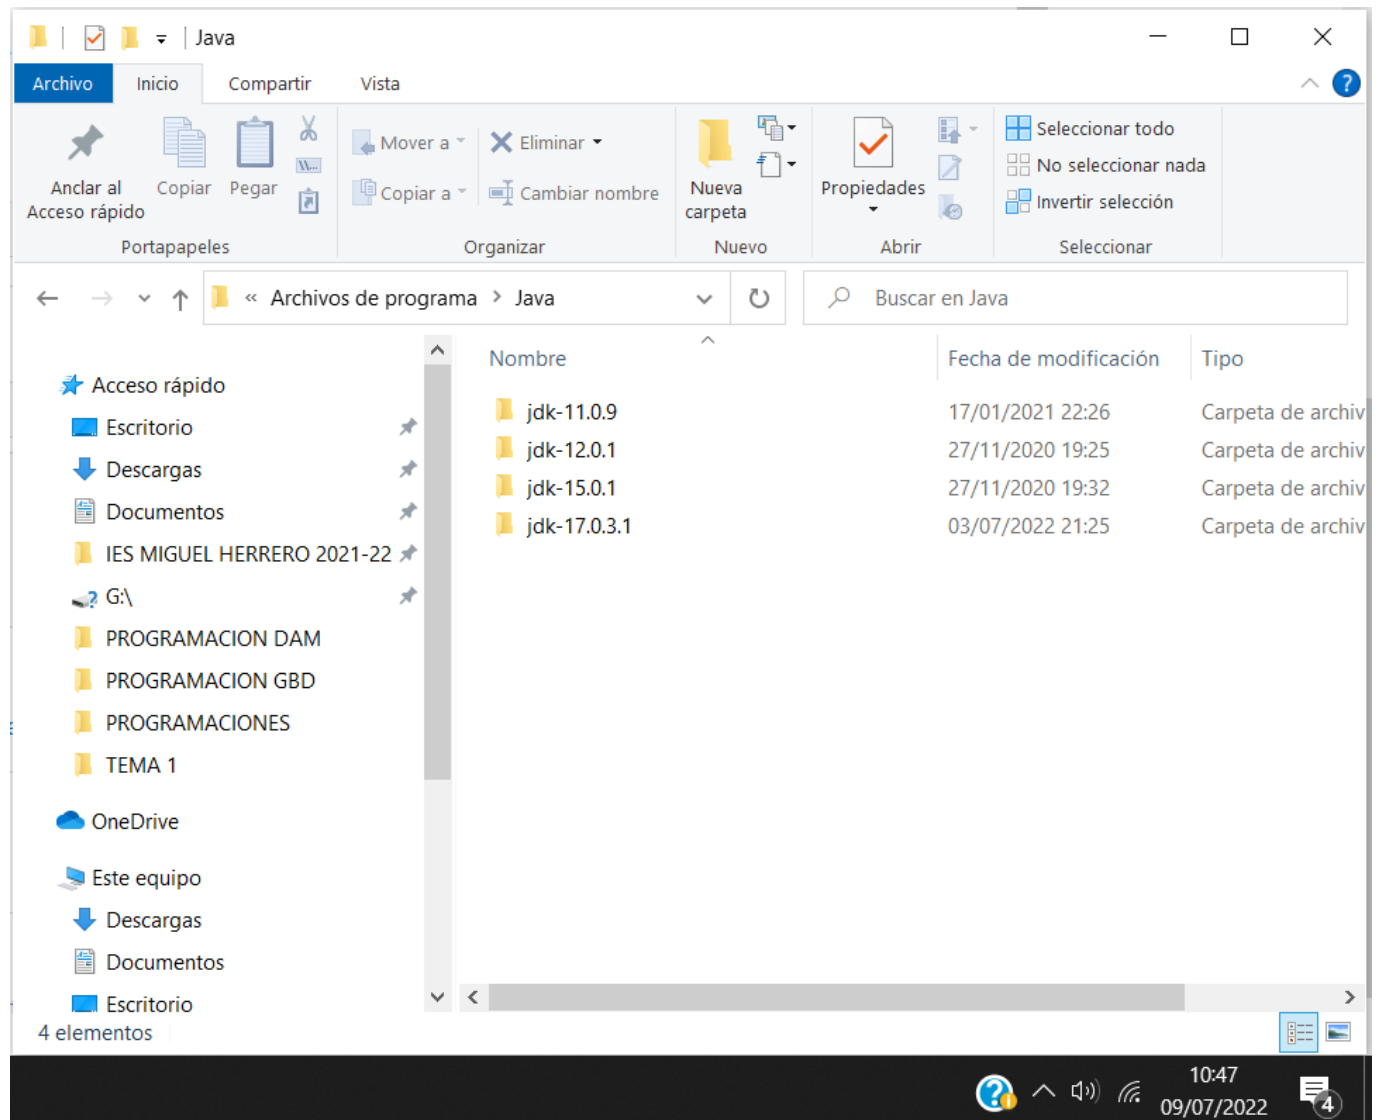 Java
Archivo Inicio Compartir Vista
Anclar al Acceso rápido
Copiar
Pegar
Mover a
Copiar a
Eliminar
Cambiar nombre
Nueva carpeta
Propiedades
Seleccionar todo
No seleccionar nada
Invertir selección
Portapapeles Organizar Nuevo Abrir Seleccionar
« Archivos de programa > Java
Buscar en Java
Acceso rápido
Escritorio
Descargas
Documentos
IES MIGUEL HERRERO 2021-22
G:\
PROGRAMACION DAM
PROGRAMACION GBD
PROGRAMACIONES
TEMA 1
OneDrive
Este equipo
Descargas
Documentos
Escritorio
Nombre Fecha de modificación Tipo
jdk-11.0.9 17/01/2021 22:26 Carpeta de archiv
jdk-12.0.1 27/11/2020 19:25 Carpeta de archiv
jdk-15.0.1 27/11/2020 19:32 Carpeta de archiv
jdk-17.0.3.1 03/07/2022 21:25 Carpeta de archiv
4 elementos
10:47
09/07/2022
4